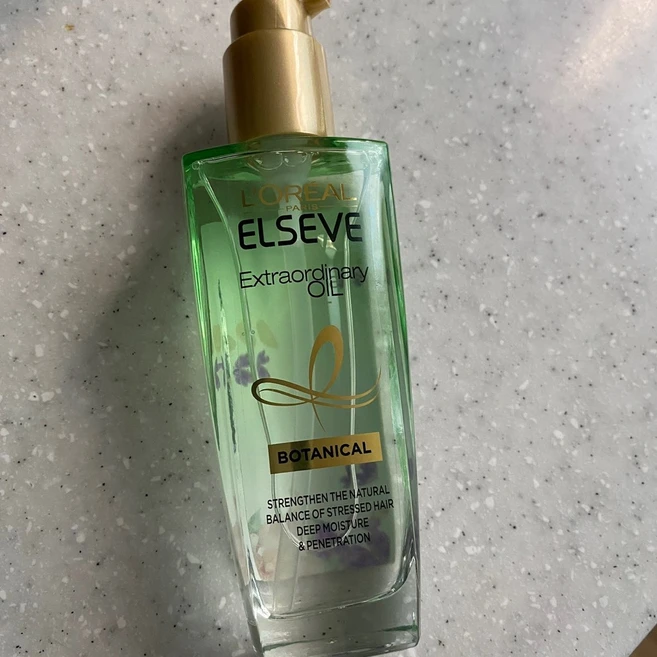 L'ORÉAL
PARIS
ELSEVE
Extraordinary
OIL
BOTANICAL
STRENGTHEN THE NATURAL
BALANCE OF STRESSED HAIR
DEEP MOISTURE
& PENETRATION